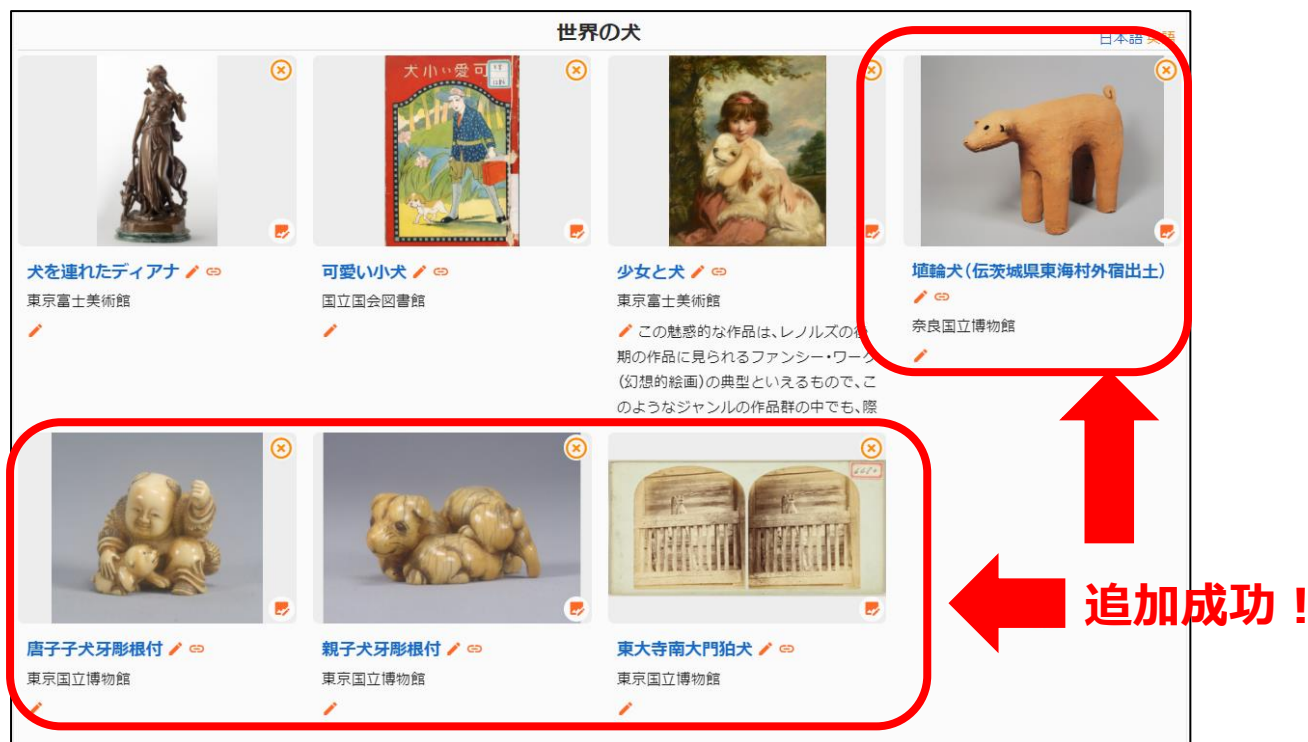 世界の犬
日本語 英語
犬小い愛可
犬を連れたディアナ
東京富士美術館
可愛い小犬
国立国会図書館
少女と犬
東京富士美術館
この魅惑的な作品は、レノルズの後
期の作品に見られるファンシー・ワーク
(幻想的絵画)の典型といえるもので、こ
のようなジャンルの作品群の中でも、際
埴輪犬(伝茨城県東海村外宿出土)
奈良国立博物館
唐子子犬牙彫根付
東京国立博物館
親子犬牙彫根付
東京国立博物館
東大寺南大門狛犬
東京国立博物館
追加成功！